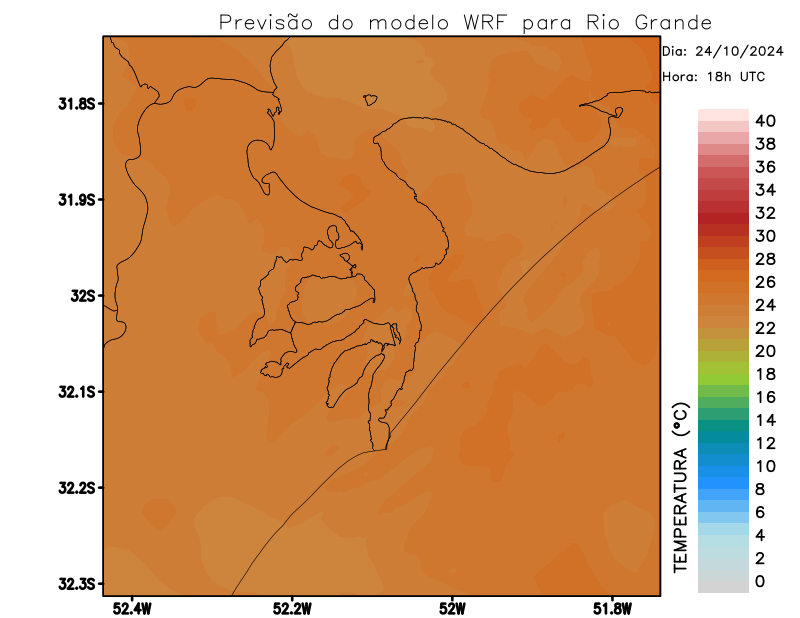 Previsão do modelo WRF para Rio Grande
Dia: 24/10/2024
Hora: 18h UTC
31.8S
31.9S
32S
32.1S
32.2S
32.3S
52.4W
52.2W
52W
51.8W
TEMPERATURA (°C)
40
38
36
34
32
30
28
26
24
22
20
18
16
14
12
10
8
6
4
2
0